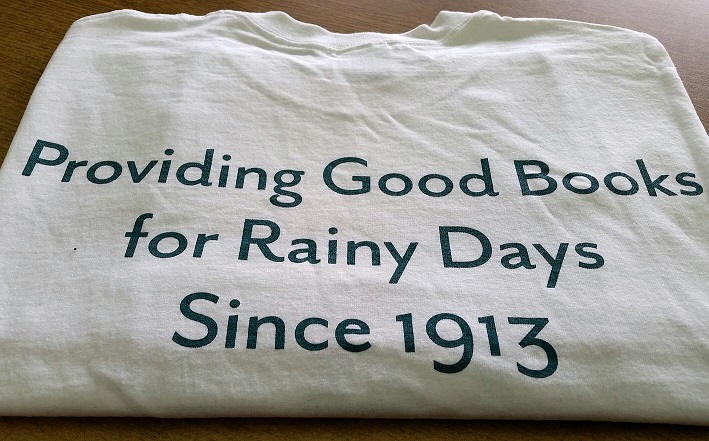 Providing Good Books
for Rainy Days
Since 1913